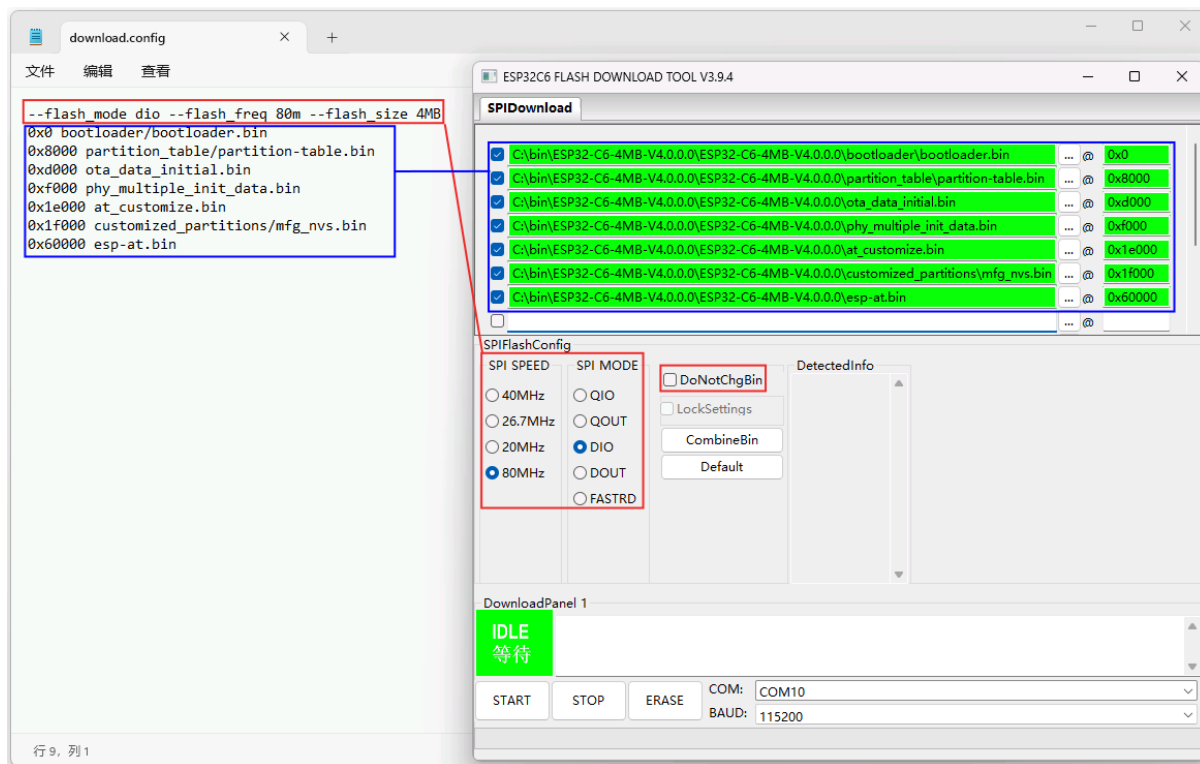 download.config
文件 编辑 查看
--flash_mode dio --flash_freq 80m --flash_size 4MB
0x0 bootloader/bootloader.bin
0x8000 partition_table/partition-table.bin
0xd000 ota_data_initial.bin
0xf000 phy_multiple_init_data.bin
0x1e000 at_customize.bin
0x1f000 customized_partitions/mfg_nvs.bin
0x60000 esp-at.bin
行 9, 列 1
ESP32C6 FLASH DOWNLOAD TOOL V3.9.4
SPIDownload
C:\bin\ESP32-C6-4MB-V4.0.0.0\ESP32-C6-4MB-V4.0.0.0\bootloader\bootloader.bin ... @ 0x0
C:\bin\ESP32-C6-4MB-V4.0.0.0\ESP32-C6-4MB-V4.0.0.0\partition_table\partition-table.bin ... @ 0x8000
C:\bin\ESP32-C6-4MB-V4.0.0.0\ESP32-C6-4MB-V4.0.0.0\ota_data_initial.bin ... @ 0xd000
C:\bin\ESP32-C6-4MB-V4.0.0.0\ESP32-C6-4MB-V4.0.0.0\phy_multiple_init_data.bin ... @ 0xf000
C:\bin\ESP32-C6-4MB-V4.0.0.0\ESP32-C6-4MB-V4.0.0.0\at_customize.bin ... @ 0x1e000
C:\bin\ESP32-C6-4MB-V4.0.0.0\ESP32-C6-4MB-V4.0.0.0\customized_partitions\mfg_nvs.bin ... @ 0x1f000
C:\bin\ESP32-C6-4MB-V4.0.0.0\ESP32-C6-4MB-V4.0.0.0\esp-at.bin ... @ 0x60000
... @
SPIFlashConfig
SPI SPEED
40MHz
26.7MHz
20MHz
80MHz
SPI MODE
QIO
QOUT
DIO
DOUT
FASTRD
DoNotChgBin
LockSettings
CombineBin
Default
DetectedInfo
DownloadPanel 1
IDLE
等待
START STOP ERASE
COM: COM10
BAUD: 115200